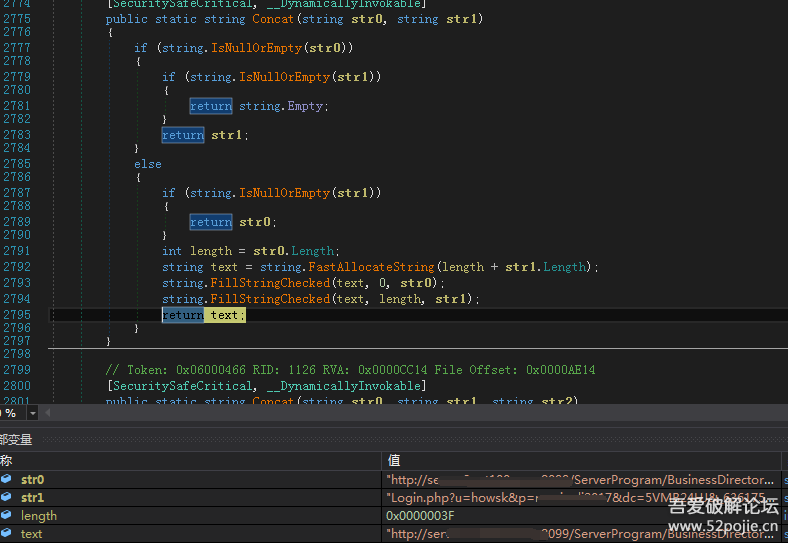 2774 [SecuritySafeCritical, __DynamicallyInvokable]
2775 public static string Concat(string str0, string str1)
2776 {
2777 if (string.IsNullOrEmpty(str0))
2778 {
2779 if (string.IsNullOrEmpty(str1))
2780 {
2781 return string.Empty;
2782 }
2783 return str1;
2784 }
2785 else
2786 {
2787 if (string.IsNullOrEmpty(str1))
2788 {
2789 return str0;
2790 }
2791 int length = str0.Length;
2792 string text = string.FastAllocateString(length + str1.Length);
2793 string.FillStringChecked(text, 0, str0);
2794 string.FillStringChecked(text, length, str1);
2795 return text;
2796 }
2797 }
2798
2799 // Token: 0x06000466 RID: 1126 RVA: 0x0000CC14 File Offset: 0x0000AE14
2800 [SecuritySafeCritical, __DynamicallyInvokable]
2801 public static string Concat(string str0, string str1, string str2)
%
部变量
称 值
str0 "http://se 9099/ServerProgram/BusinessDirector...
str1 "Login.php?u=howsk&p= 2017&dc=5VMB24HJ&
length 0x0000003F
text "http://ser 2099/ServerProgram/BusinessDirector...
吾爱破解论坛
www.52pojie.cn